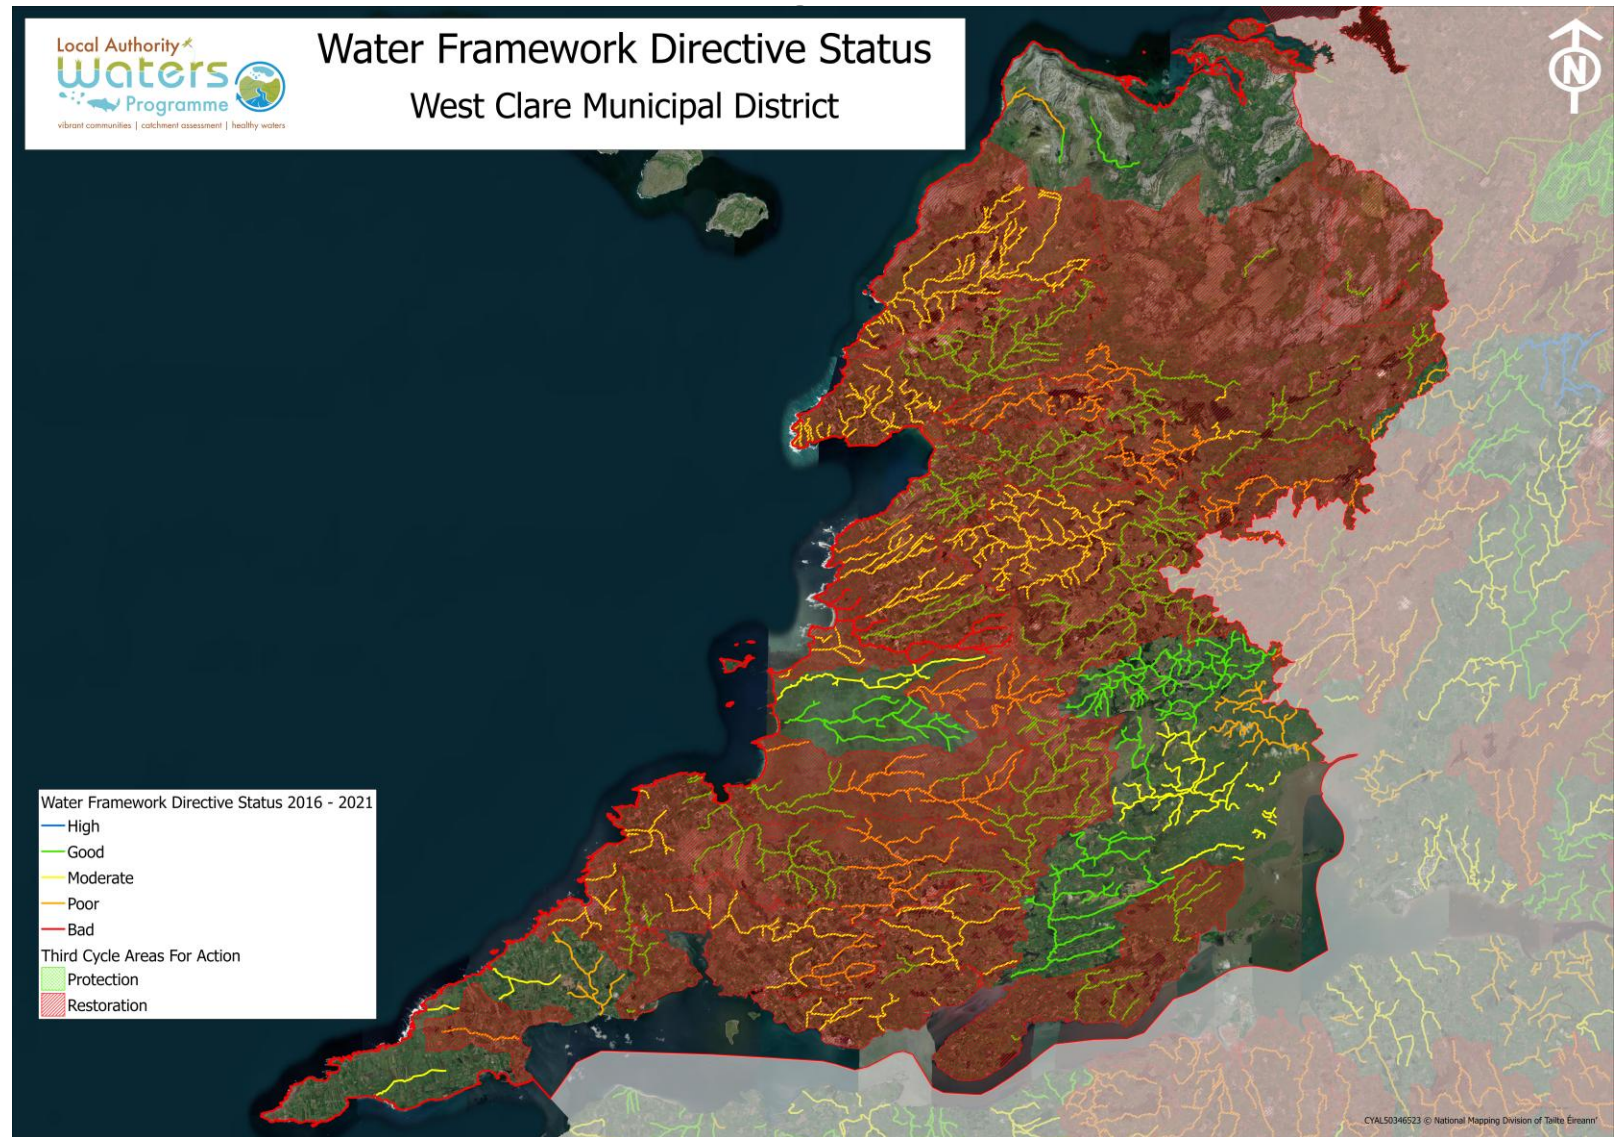 Local Authority
waters
Programme
vibrant communities | catchment assessment | healthy waters
Water Framework Directive Status
West Clare Municipal District
N
Water Framework Directive Status 2016 - 2021
High
Good
Moderate
Poor
Bad
Third Cycle Areas For Action
Protection
Restoration
CYAL50346523 © National Mapping Division of Tailte Éireann"